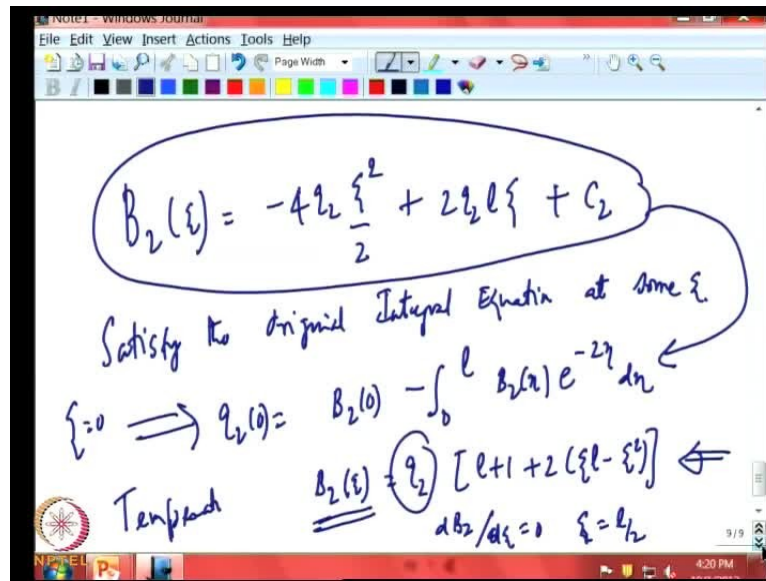 Note1 - Windows Journal
File Edit View Insert Actions Tools Help
Page Width
B I
B₂(ξ) = -4q₂ ξ²/2 + 2q₂lξ + C₂
Satisfy the original Integral Equation at some ξ.
ξ=0 ⟹ q₂(0) = B₂(0) - ∫₀ˡ B₂(η) e^{-2η} dη
B₂(ξ) = q₂ [l+1 + 2(ξl - ξ²)] ⇐
dB₂/dξ = 0 ξ = l/2
9/9
NPTEL
4:20 PM